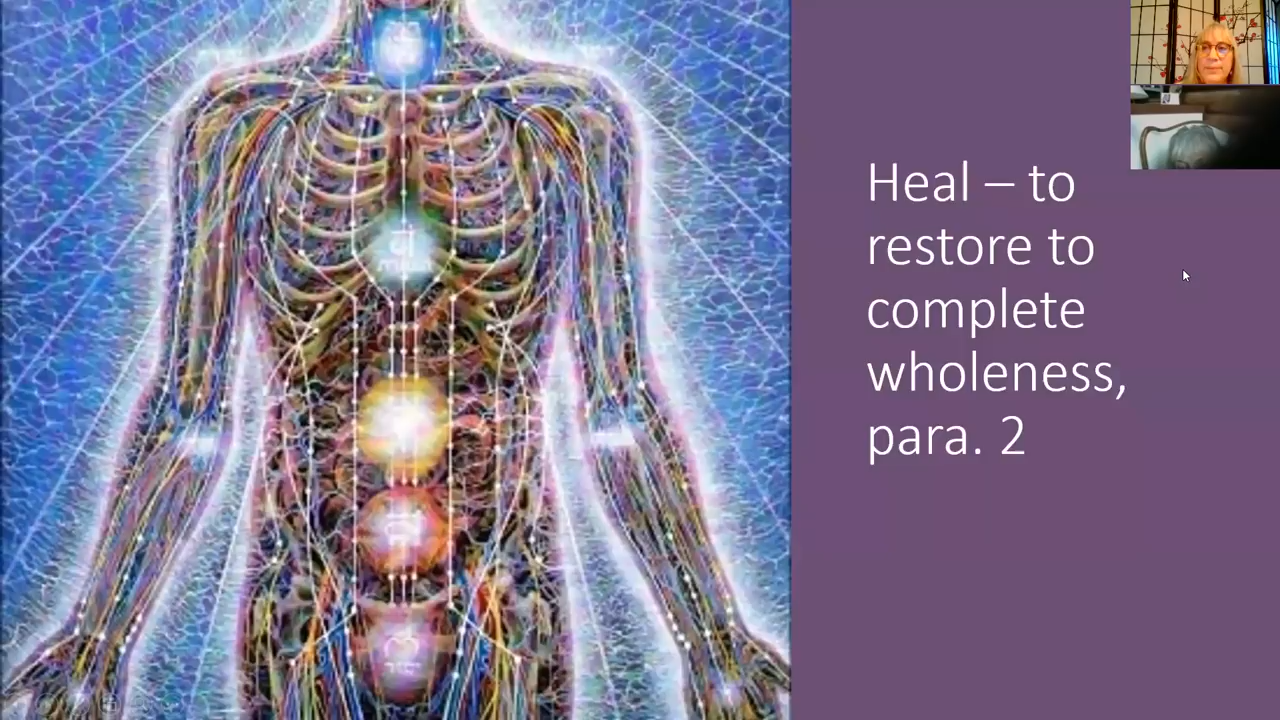 Heal – to
restore to
complete
wholeness,
para. 2